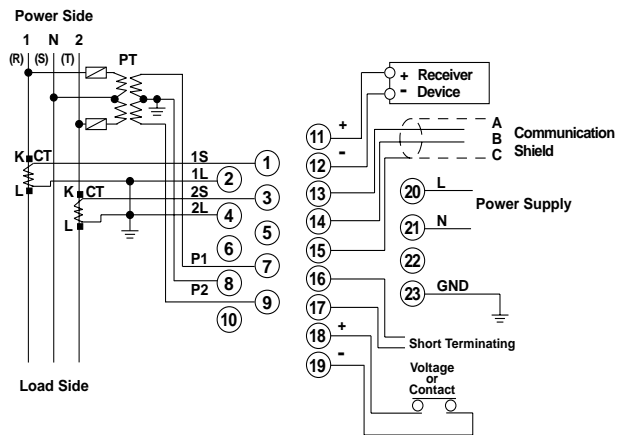 Power Side
1 N 2
(R) (S) (T)
PT
K CT
L
K CT
L
1S
1L
2S
2L
P1
P2
1
2
3
4
5
6
7
8
9
10
Load Side
+ Receiver
- Device
A
B
C
Communication
Shield
11 +
12 -
13
14
15
16
17
18 +
19 -
20 L
21 N
22
23 GND
Power Supply
Short Terminating
Voltage
or
Contact